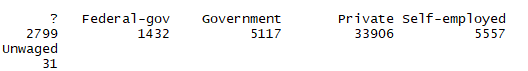 ? Federal-gov Government Private Self-employed
2799 1432 5117 33906 5557
Unwaged
31